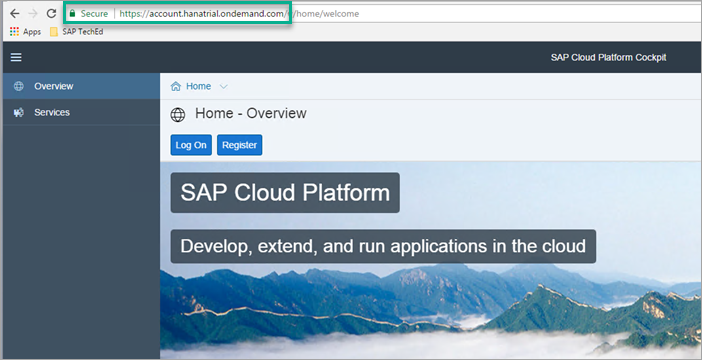 Secure https://account.hanatrial.ondemand.com/#/home/welcome
Apps SAP TechEd
SAP Cloud Platform Cockpit
Overview
Home
Services
Home - Overview
Log On Register
SAP Cloud Platform
Develop, extend, and run applications in the cloud